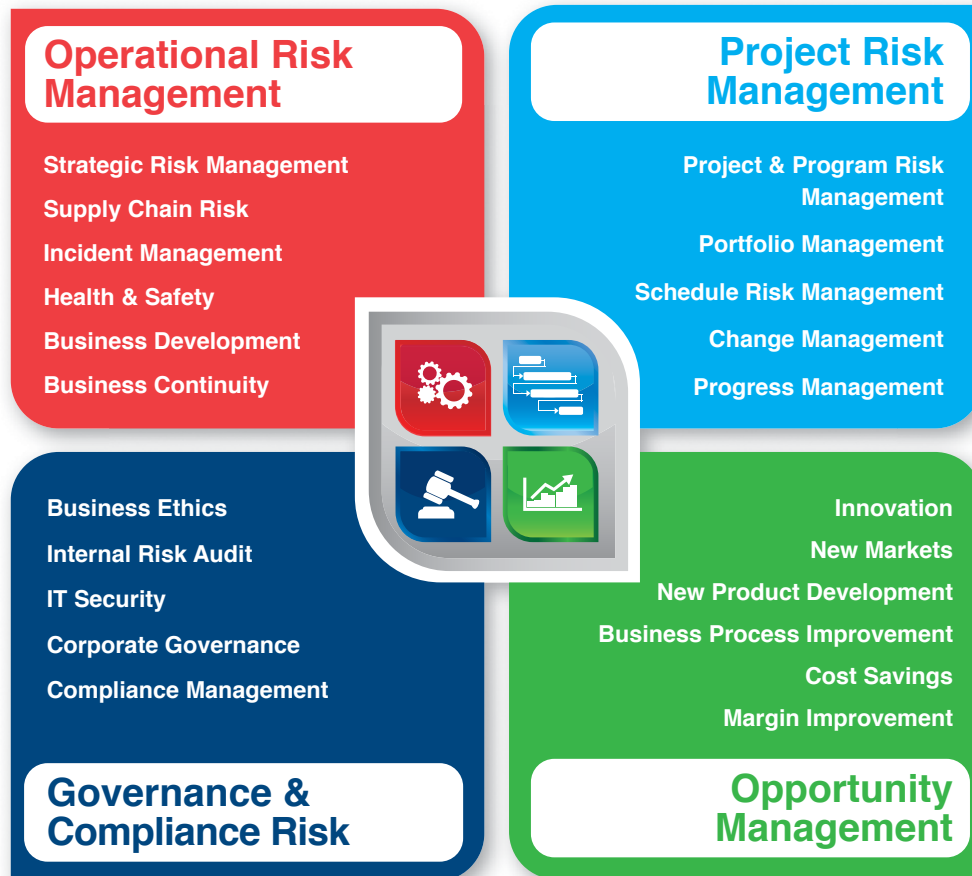 Operational Risk
Management
Strategic Risk Management
Supply Chain Risk
Incident Management
Health & Safety
Business Development
Business Continuity
Project Risk
Management
Project & Program Risk
Management
Portfolio Management
Schedule Risk Management
Change Management
Progress Management
Business Ethics
Internal Risk Audit
IT Security
Corporate Governance
Compliance Management
Governance &
Compliance Risk
Innovation
New Markets
New Product Development
Business Process Improvement
Cost Savings
Margin Improvement
Opportunity
Management